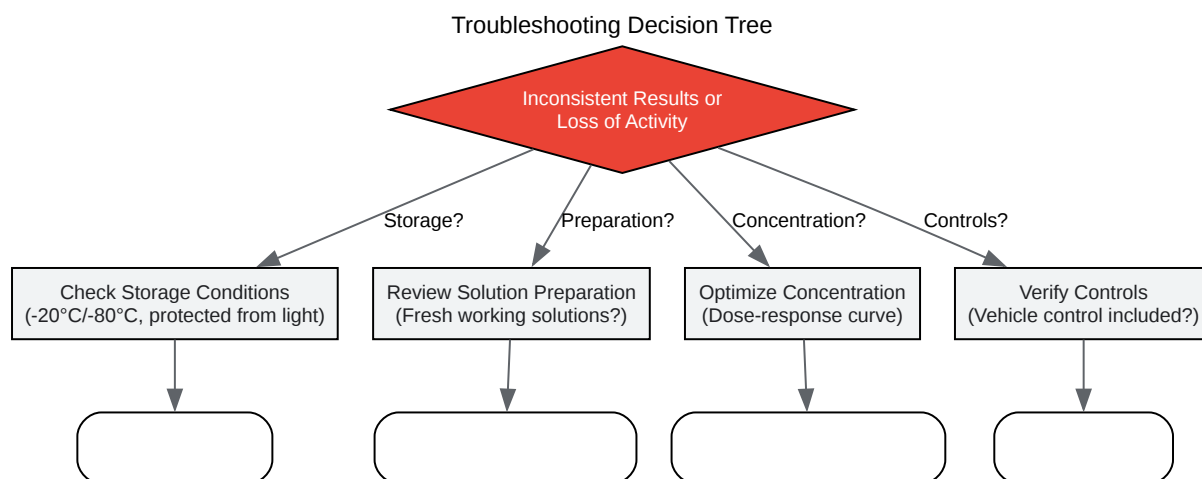 Troubleshooting Decision Tree
Inconsistent Results or
Loss of Activity
Storage?
Preparation?
Concentration?
Controls?
Check Storage Conditions
(-20°C/-80°C, protected from light)
Review Solution Preparation
(Fresh working solutions?)
Optimize Concentration
(Dose-response curve)
Verify Controls
(Vehicle control included?)